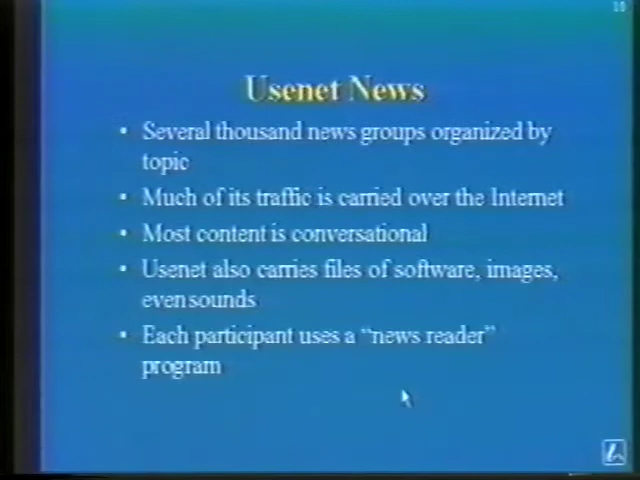 10
Usenet News
• Several thousand news groups organized by
topic
• Much of its traffic is carried over the Internet
• Most content is conversational
• Usenet also carries files of software, images,
even sounds
• Each participant uses a “news reader”
program